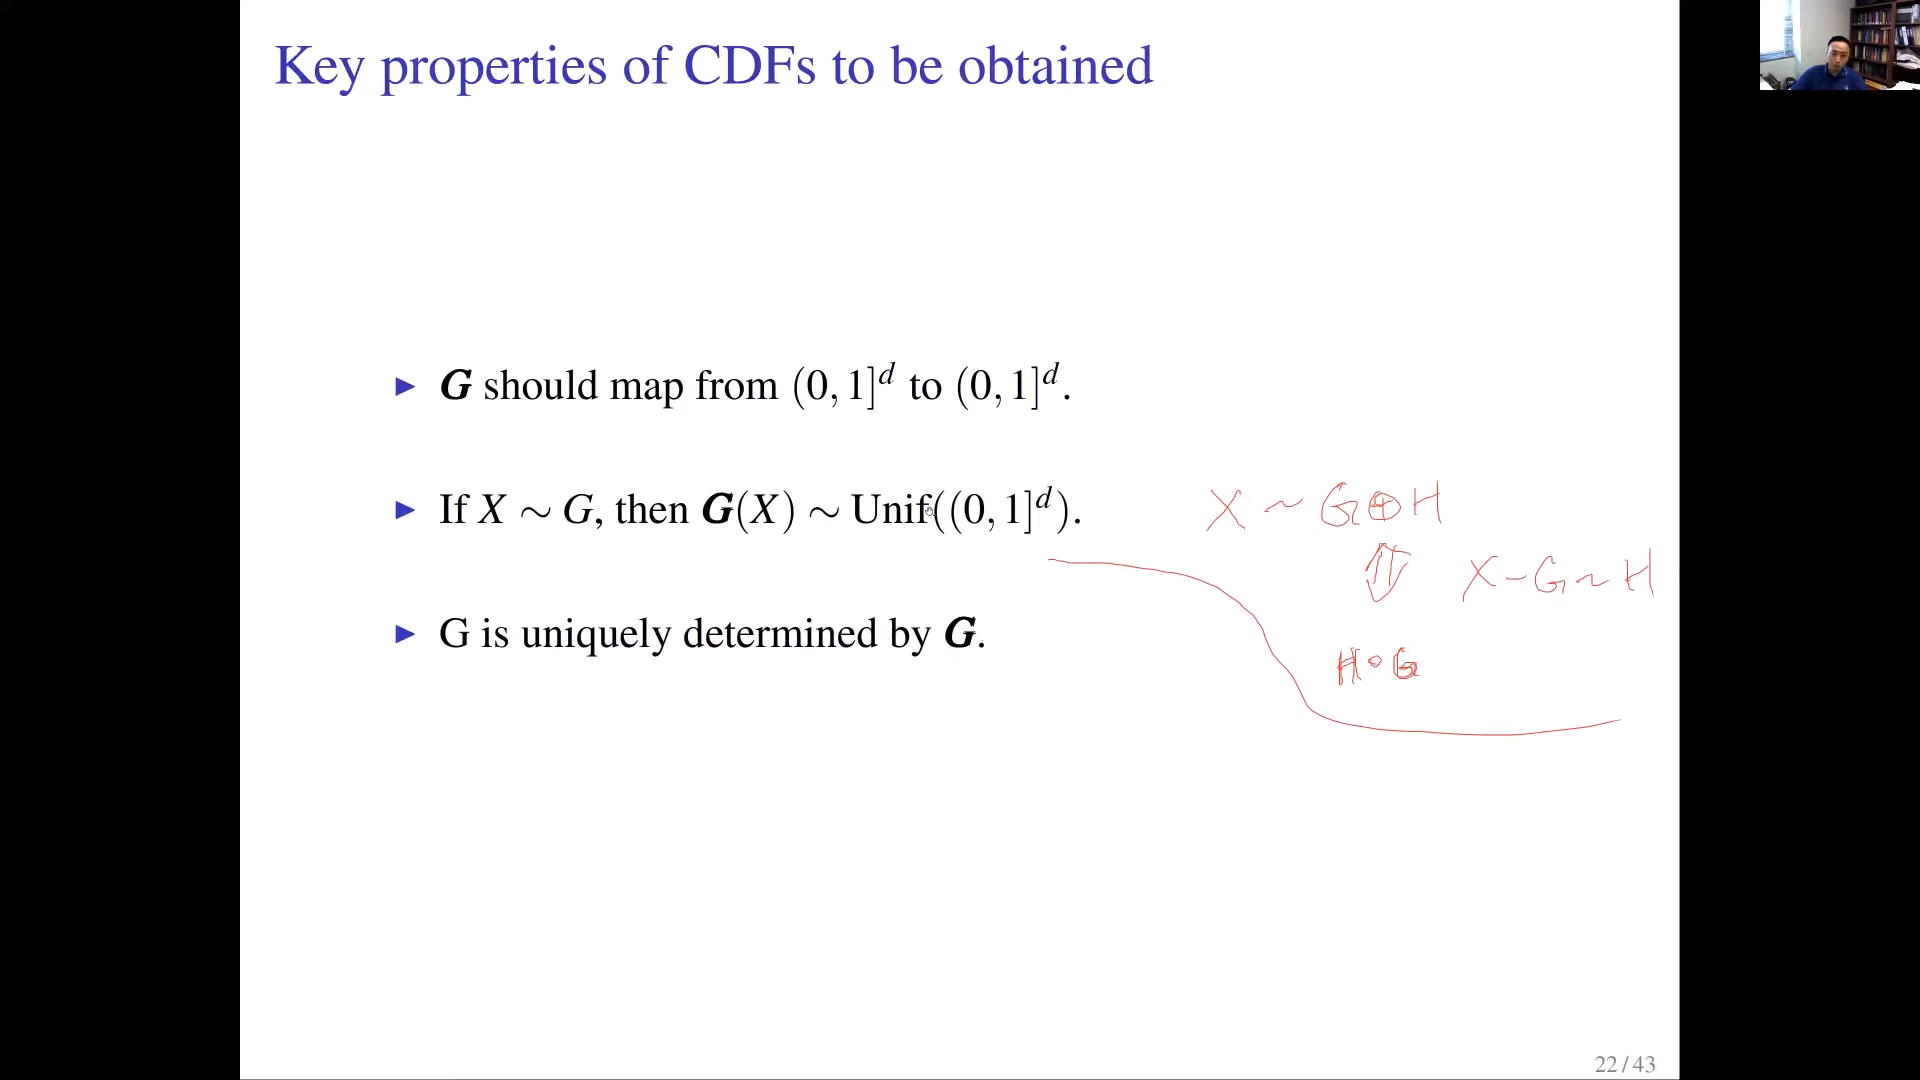 Key properties of CDFs to be obtained
► 𝑮 should map from (0, 1]^d to (0, 1]^d.
► If X ∼ G, then 𝑮(X) ∼ Unif((0, 1]^d).
► G is uniquely determined by 𝑮.
X ~ G ⊕ H
⇕ X − G ~ H
H ∘ G
22 / 43